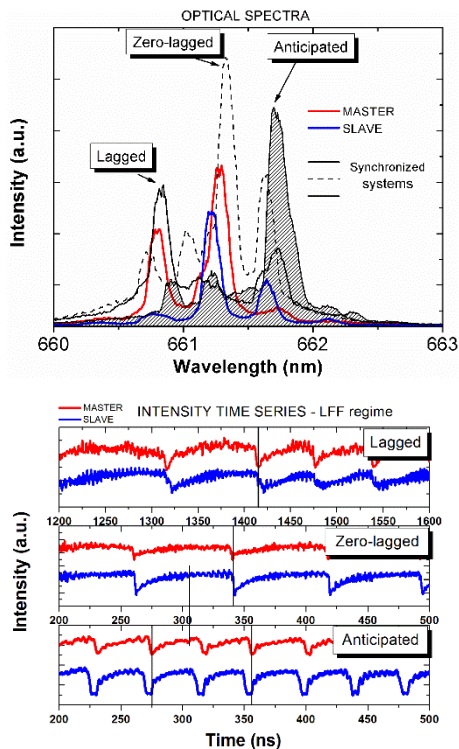 OPTICAL SPECTRA
Zero-lagged
Anticipated
Lagged
MASTER
SLAVE
Synchronized
systems
Intensity (a.u.)
660 661 662 663
Wavelength (nm)
MASTER
SLAVE
INTENSITY TIME SERIES - LFF regime
Lagged
1200 1250 1300 1350 1400 1450 1500 1550 1600
Zero-lagged
200 250 300 350 400 450 500
Anticipated
200 250 300 350 400 450 500
Intensity (a.u.)
Time (ns)